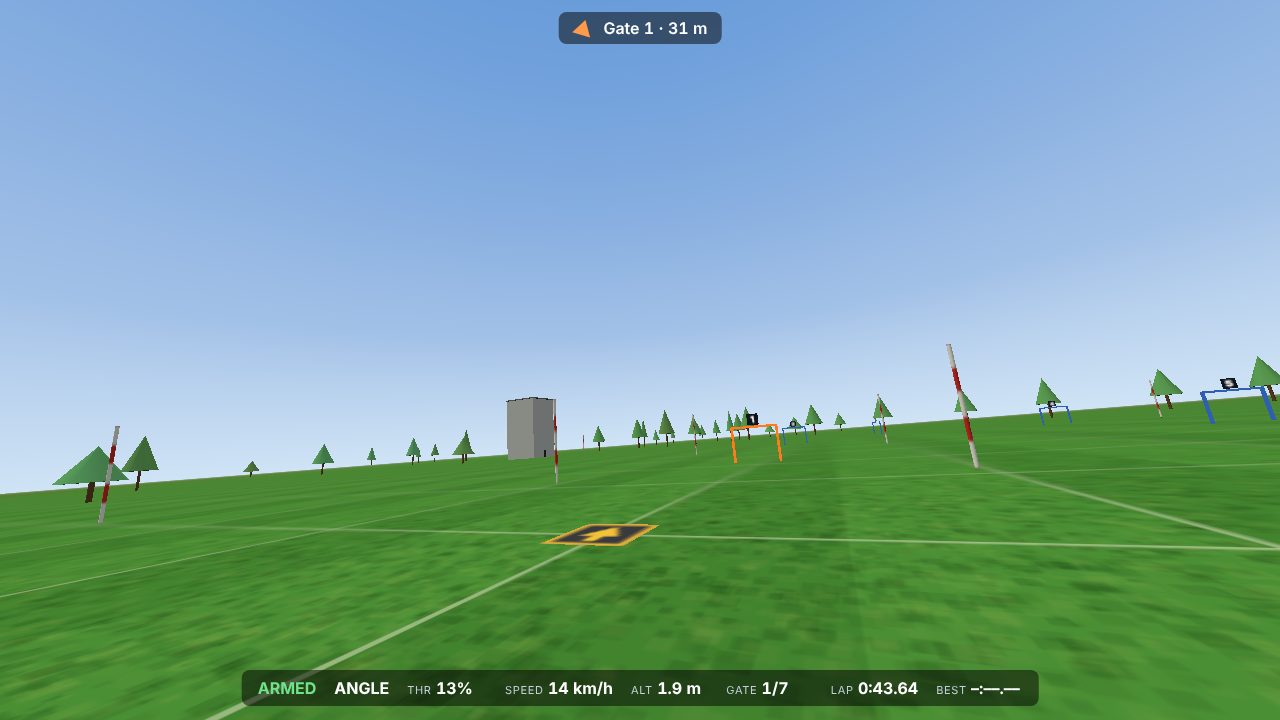 Gate 1 · 31 m
1
ARMED ANGLE THR 13% SPEED 14 km/h ALT 1.9 m GATE 1/7 LAP 0:43.64 BEST –:––.––